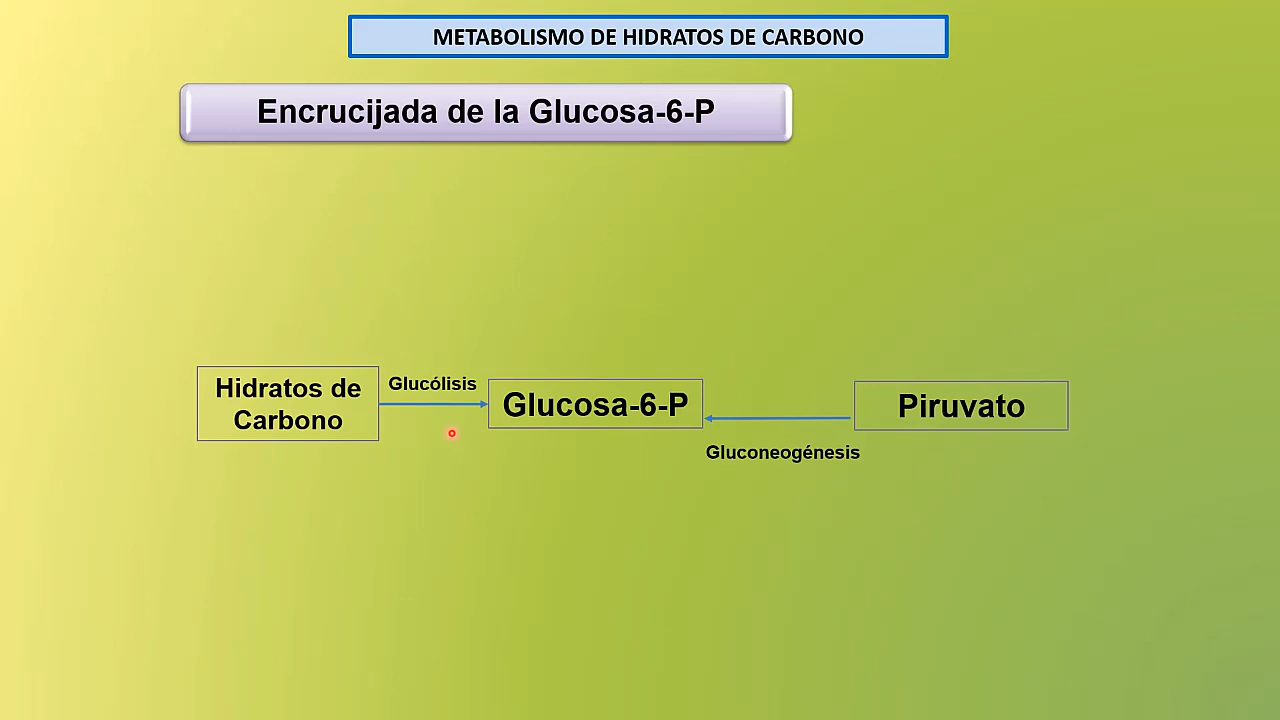 METABOLISMO DE HIDRATOS DE CARBONO
Encrucijada de la Glucosa-6-P
Hidratos de
Carbono
Glucólisis
Glucosa-6-P
Piruvato
Gluconeogénesis